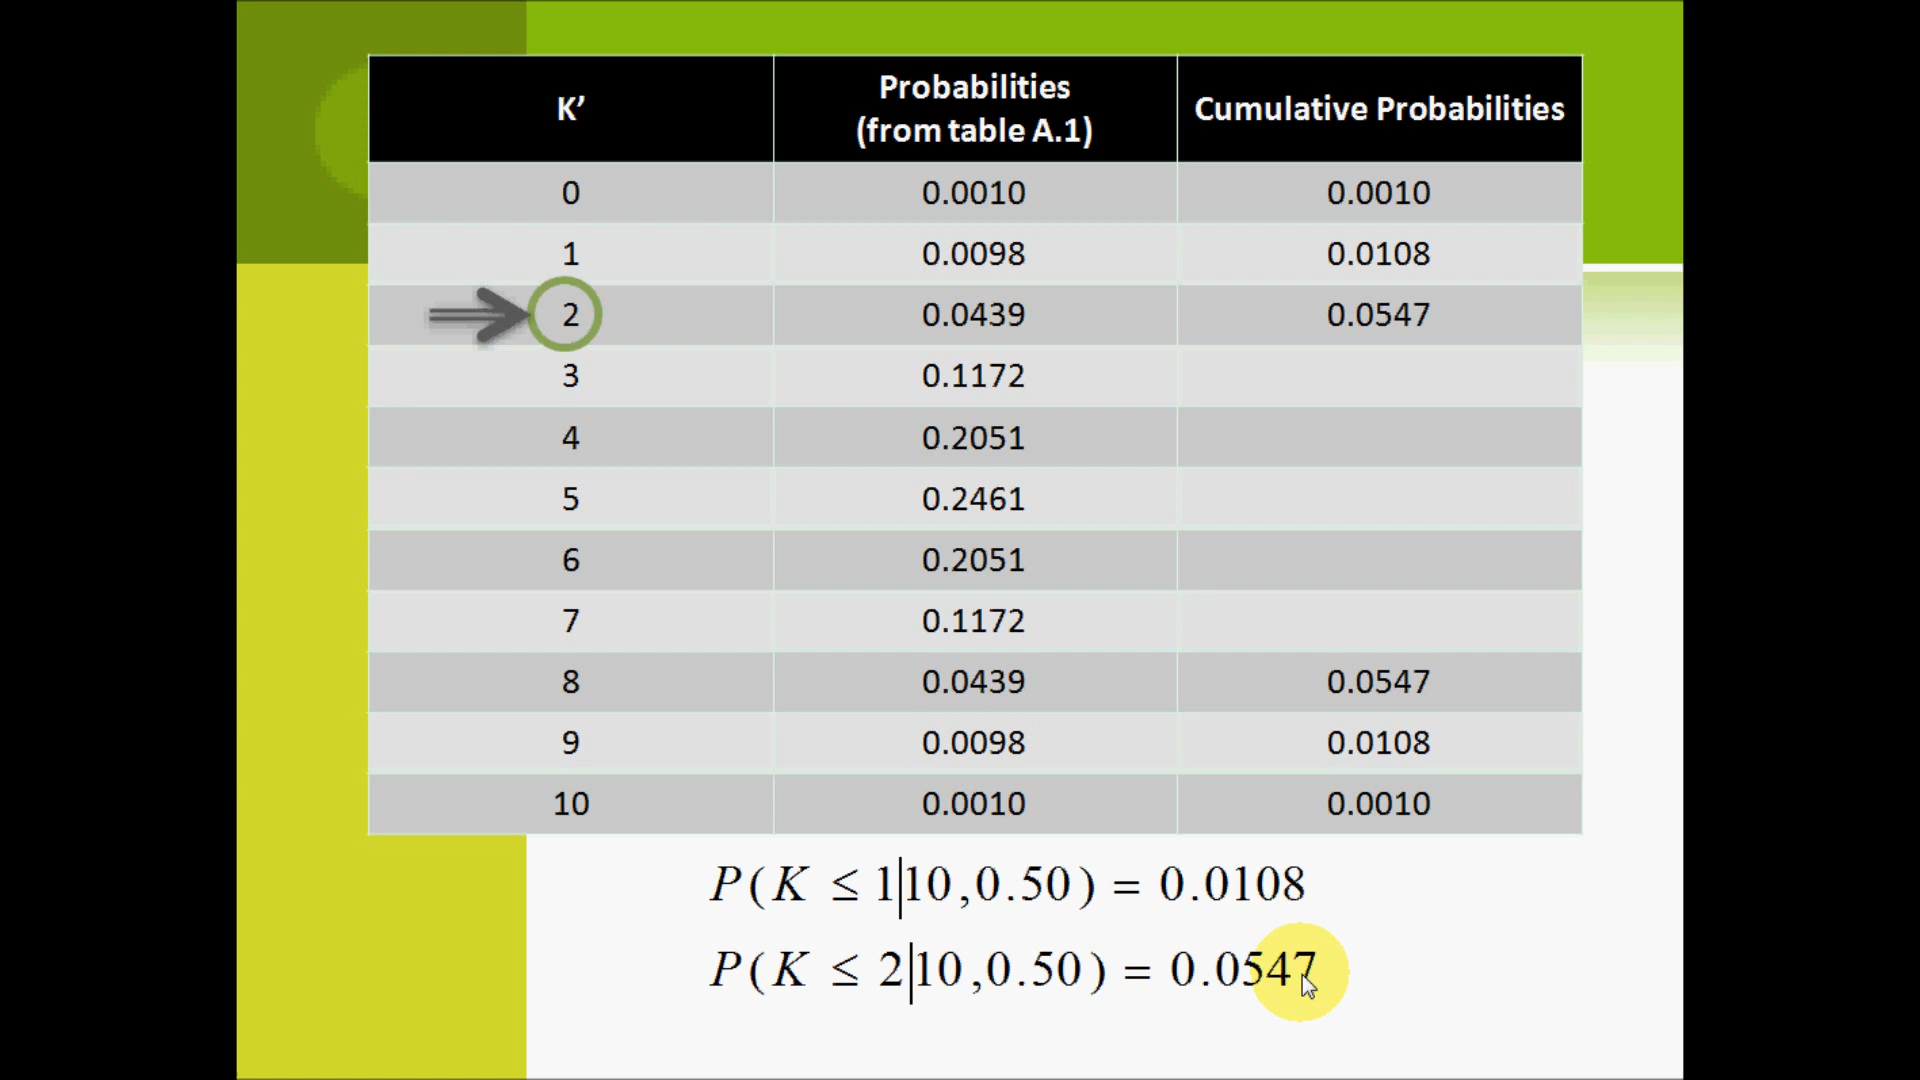 K’ Probabilities (from table A.1) Cumulative Probabilities
0 0.0010 0.0010
1 0.0098 0.0108
2 0.0439 0.0547
3 0.1172
4 0.2051
5 0.2461
6 0.2051
7 0.1172
8 0.0439 0.0547
9 0.0098 0.0108
10 0.0010 0.0010
P(K ≤ 1|10,0.50) = 0.0108
P(K ≤ 2|10,0.50) = 0.0547